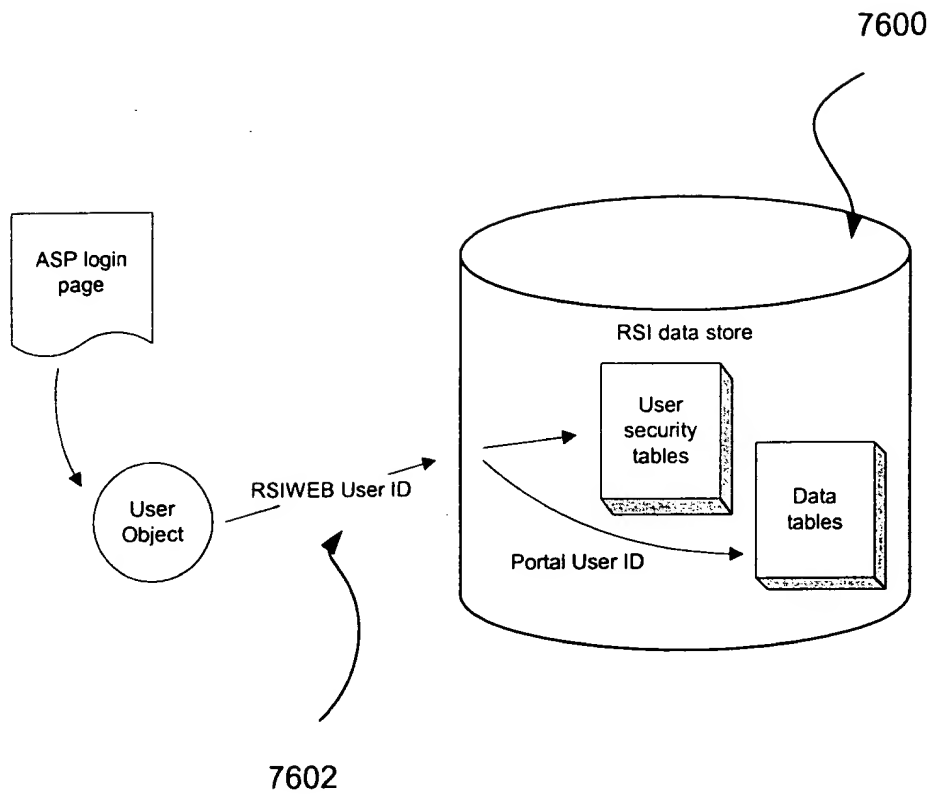 7600
ASP login
page
RSI data store
User
security
tables
RSIWEB User ID
User
Object
Data
tables
Portal User ID
7602